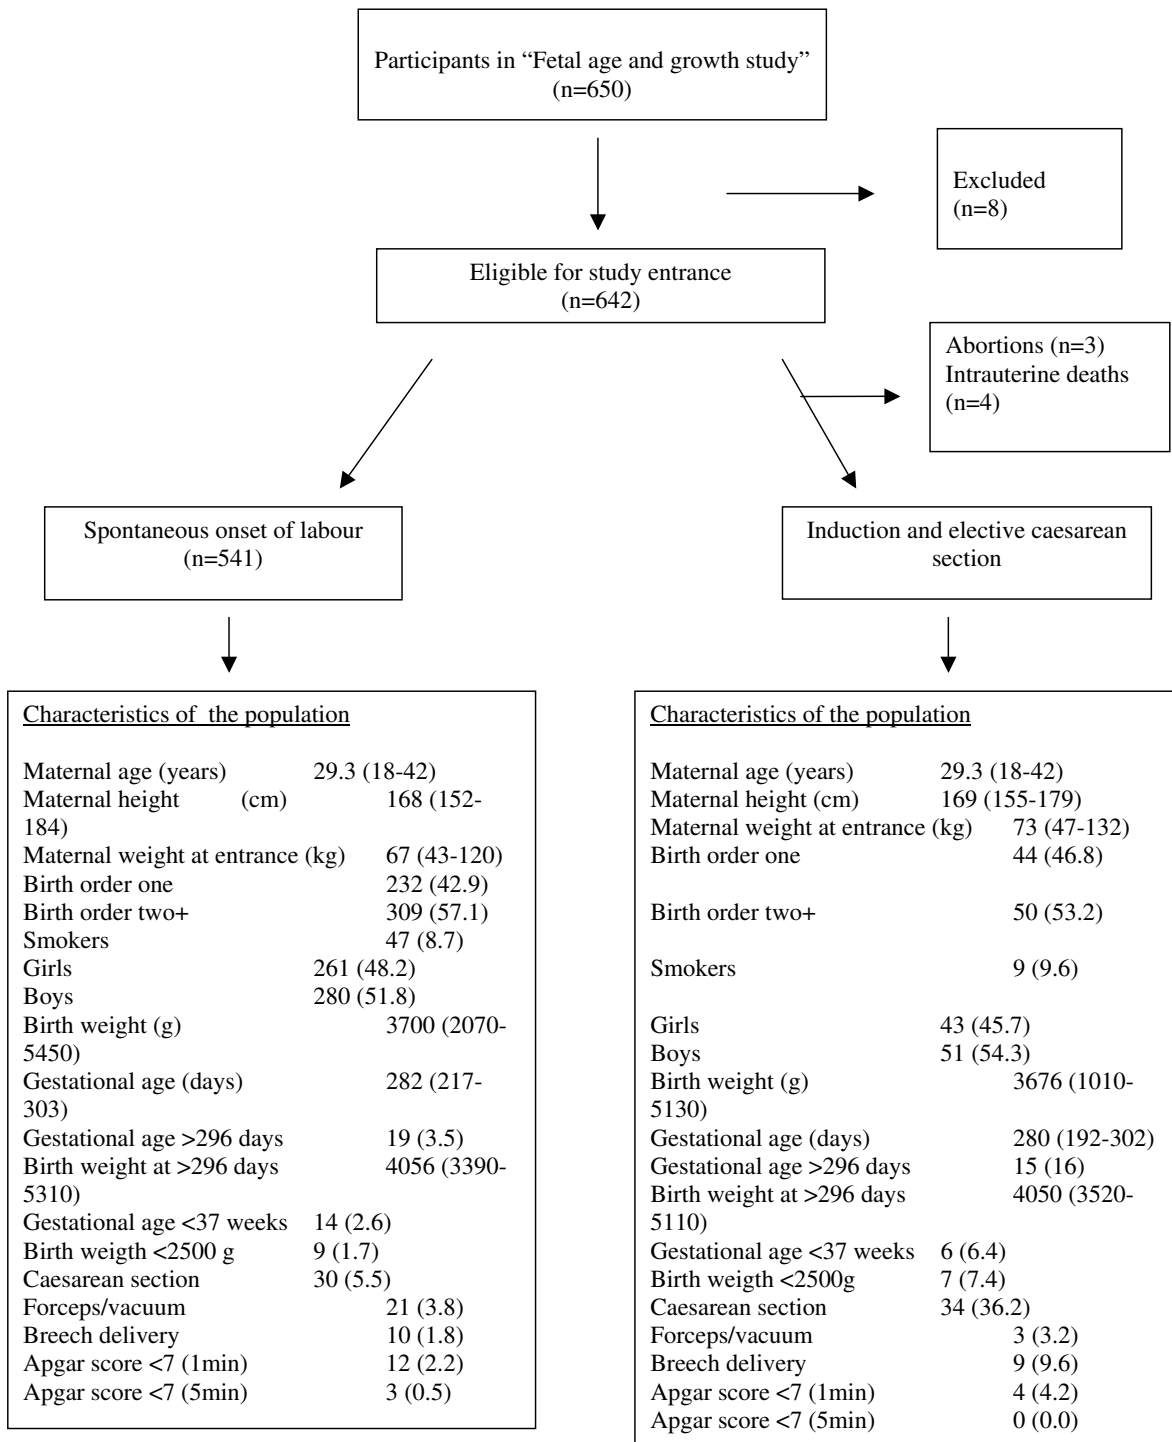 Participants in “Fetal age and growth study”
(n=650)
Excluded
(n=8)
Eligible for study entrance
(n=642)
Abortions (n=3)
Intrauterine deaths
(n=4)
Spontaneous onset of labour
(n=541)
Induction and elective caesarean
section
Characteristics of the population
Maternal age (years) 29.3 (18-42)
Maternal height (cm) 168 (152-
184)
Maternal weight at entrance (kg) 67 (43-120)
Birth order one 232 (42.9)
Birth order two+ 309 (57.1)
Smokers 47 (8.7)
Girls 261 (48.2)
Boys 280 (51.8)
Birth weight (g) 3700 (2070-
5450)
Gestational age (days) 282 (217-
303)
Gestational age >296 days 19 (3.5)
Birth weight at >296 days 4056 (3390-
5310)
Gestational age <37 weeks 14 (2.6)
Birth weigth <2500 g 9 (1.7)
Caesarean section 30 (5.5)
Forceps/vacuum 21 (3.8)
Breech delivery 10 (1.8)
Apgar score <7 (1min) 12 (2.2)
Apgar score <7 (5min) 3 (0.5)
Characteristics of the population
Maternal age (years) 29.3 (18-42)
Maternal height (cm) 169 (155-179)
Maternal weight at entrance (kg) 73 (47-132)
Birth order one 44 (46.8)
Birth order two+ 50 (53.2)
Smokers 9 (9.6)
Girls 43 (45.7)
Boys 51 (54.3)
Birth weight (g) 3676 (1010-
5130)
Gestational age (days) 280 (192-302)
Gestational age >296 days 15 (16)
Birth weight at >296 days 4050 (3520-
5110)
Gestational age <37 weeks 6 (6.4)
Birth weigth <2500g 7 (7.4)
Caesarean section 34 (36.2)
Forceps/vacuum 3 (3.2)
Breech delivery 9 (9.6)
Apgar score <7 (1min) 4 (4.2)
Apgar score <7 (5min) 0 (0.0)